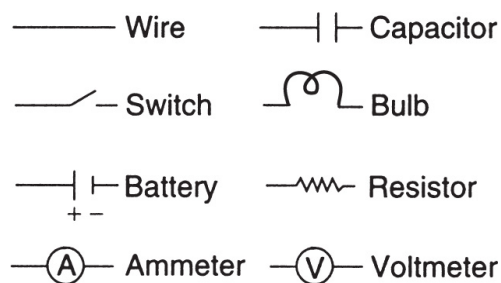 Wire
Capacitor
Switch
Bulb
Battery
+ −
Resistor
A Ammeter
V Voltmeter